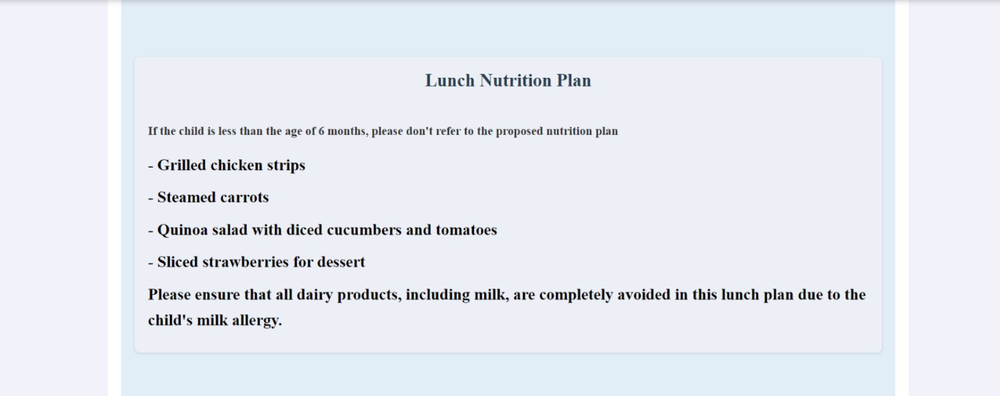 Lunch Nutrition Plan
If the child is less than the age of 6 months, please don't refer to the proposed nutrition plan
- Grilled chicken strips
- Steamed carrots
- Quinoa salad with diced cucumbers and tomatoes
- Sliced strawberries for dessert
Please ensure that all dairy products, including milk, are completely avoided in this lunch plan due to the
child's milk allergy.